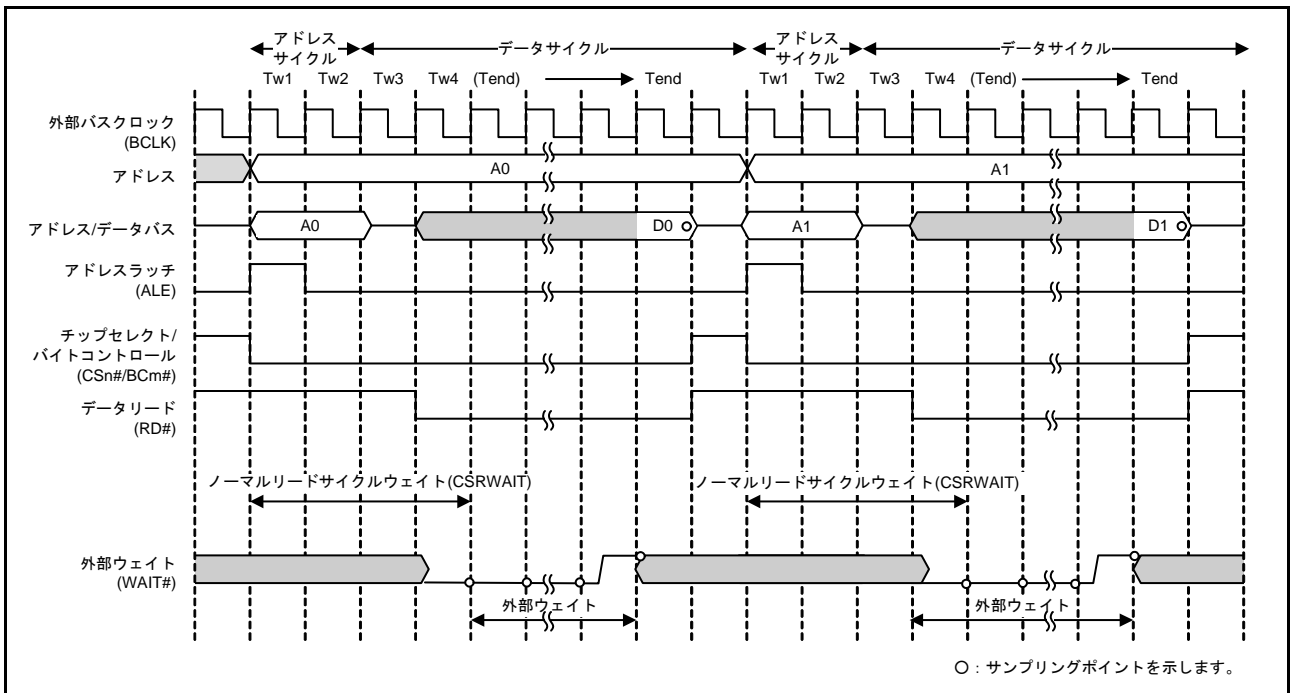 アドレス
サイクル
データサイクル
アドレス
サイクル
データサイクル
Tw1 Tw2 Tw3 Tw4 (Tend) Tend Tw1 Tw2 Tw3 Tw4 (Tend) Tend
外部バスクロック
(BCLK)
アドレス
A0 A1
アドレス/データバス
A0 D0 A1 D1
アドレスラッチ
(ALE)
チップセレクト/
バイトコントロール
(CSn#/BCm#)
データリード
(RD#)
ノーマルリードサイクルウェイト(CSRWAIT) ノーマルリードサイクルウェイト(CSRWAIT)
外部ウェイト
(WAIT#)
外部ウェイト 外部ウェイト
:サンプリングポイントを示します。